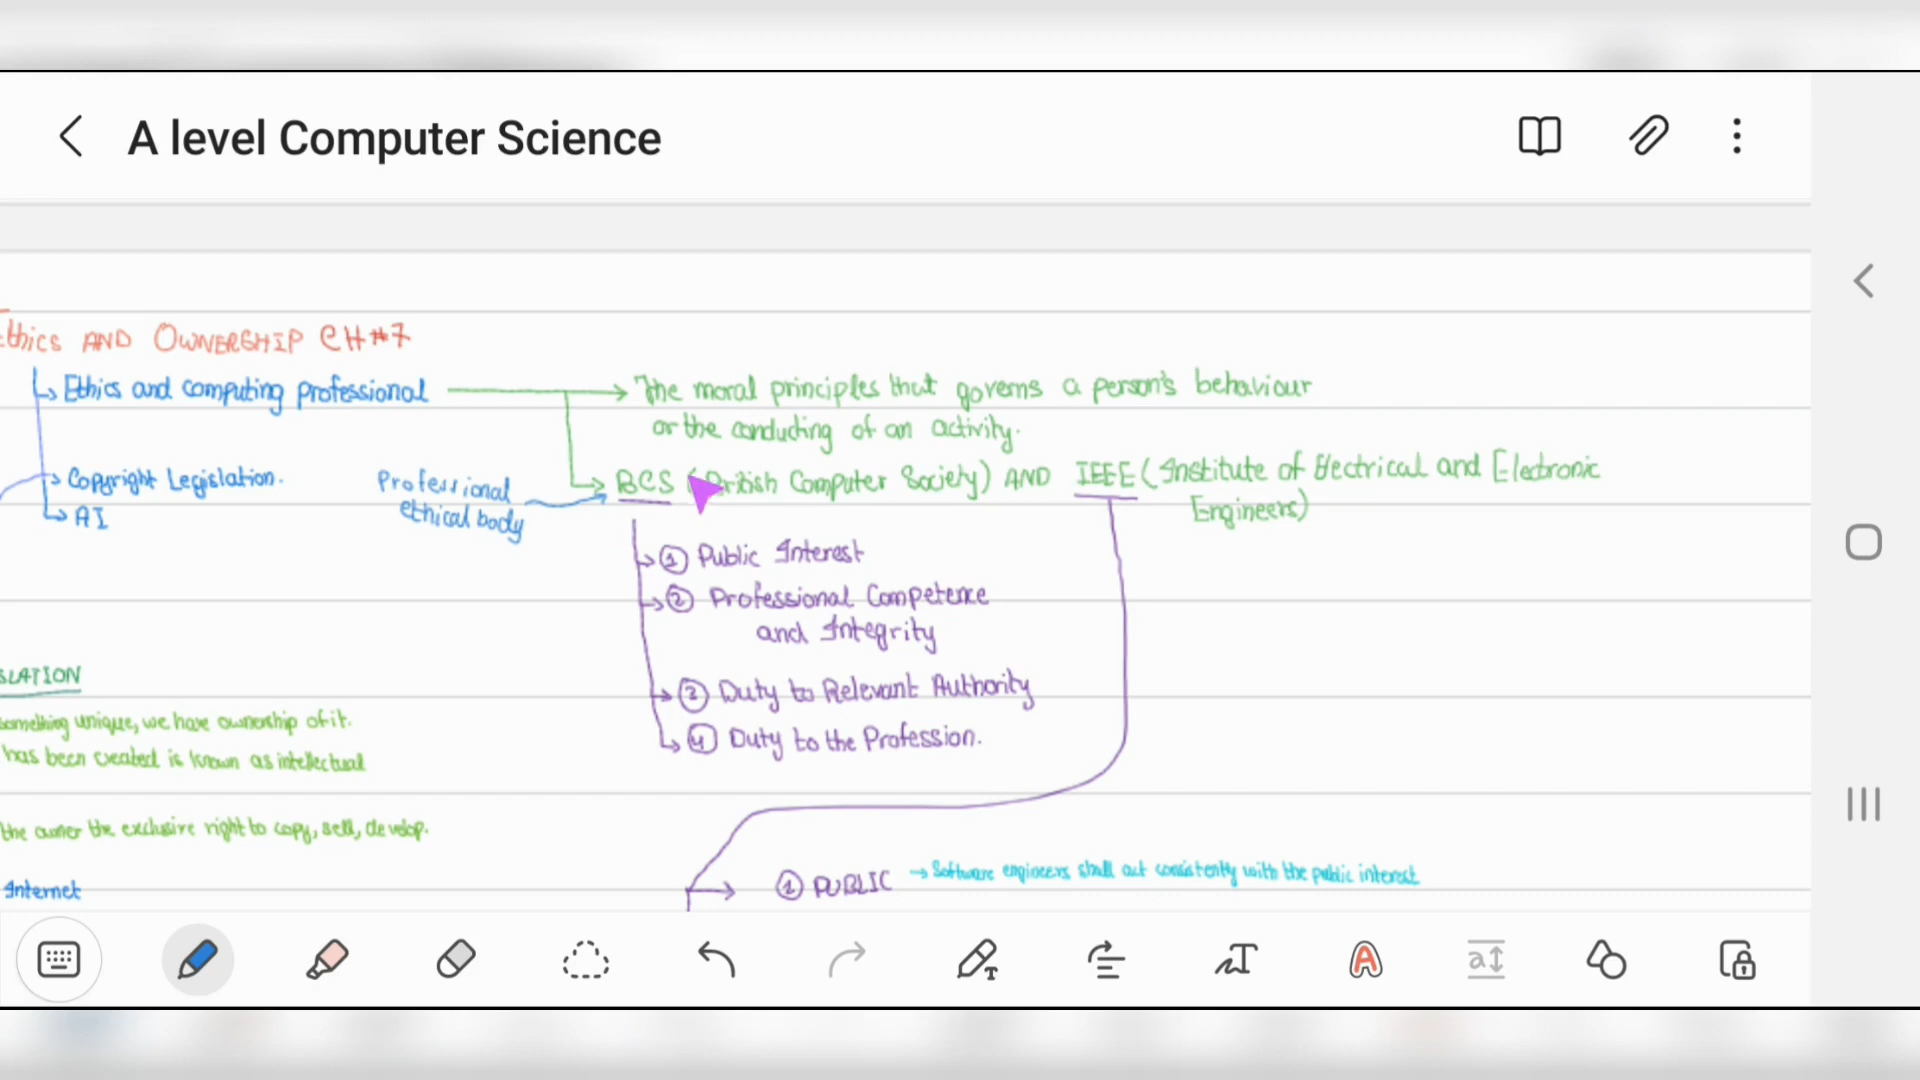 A level Computer Science
Ethics AND OWNERSHIP CH#7
Ethics and computing professional
The moral principles that governs a person's behaviour
or the conducting of an activity.
Copyright Legislation.
AI
Professional
ethical body
BCS (British Computer Society) AND IEEE (Institute of Electrical and Electronic
Engineers)
① Public Interest
② Professional Competence
and Integrity
③ Duty to Relevant Authority
④ Duty to the Profession.
SLATION
something unique, we have ownership of it.
has been created is known as intellectual
the owner the exclusive right to copy, sell, develop.
Internet
① PUBLIC → Software engineers shall act consistently with the public interest